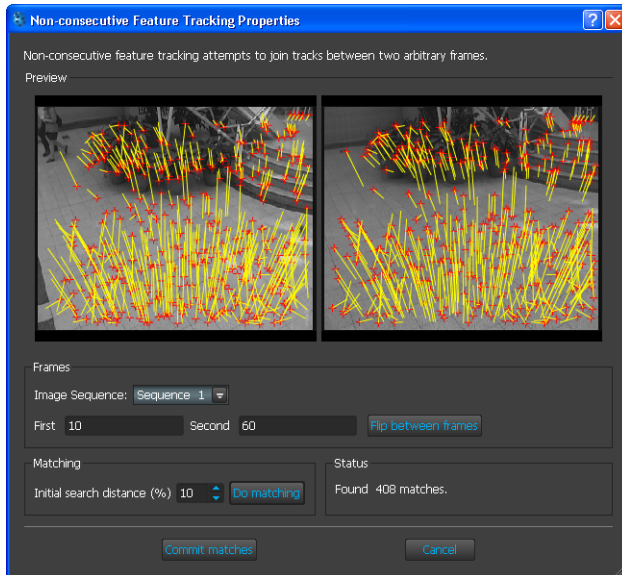 Non-consecutive Feature Tracking Properties
Non-consecutive feature tracking attempts to join tracks between two arbitrary frames.
Preview
Frames
Image Sequence: Sequence 1
First 10 Second 60 Flip between frames
Matching
Initial search distance (%) 10 Do matching
Status
Found 408 matches.
Commit matches Cancel